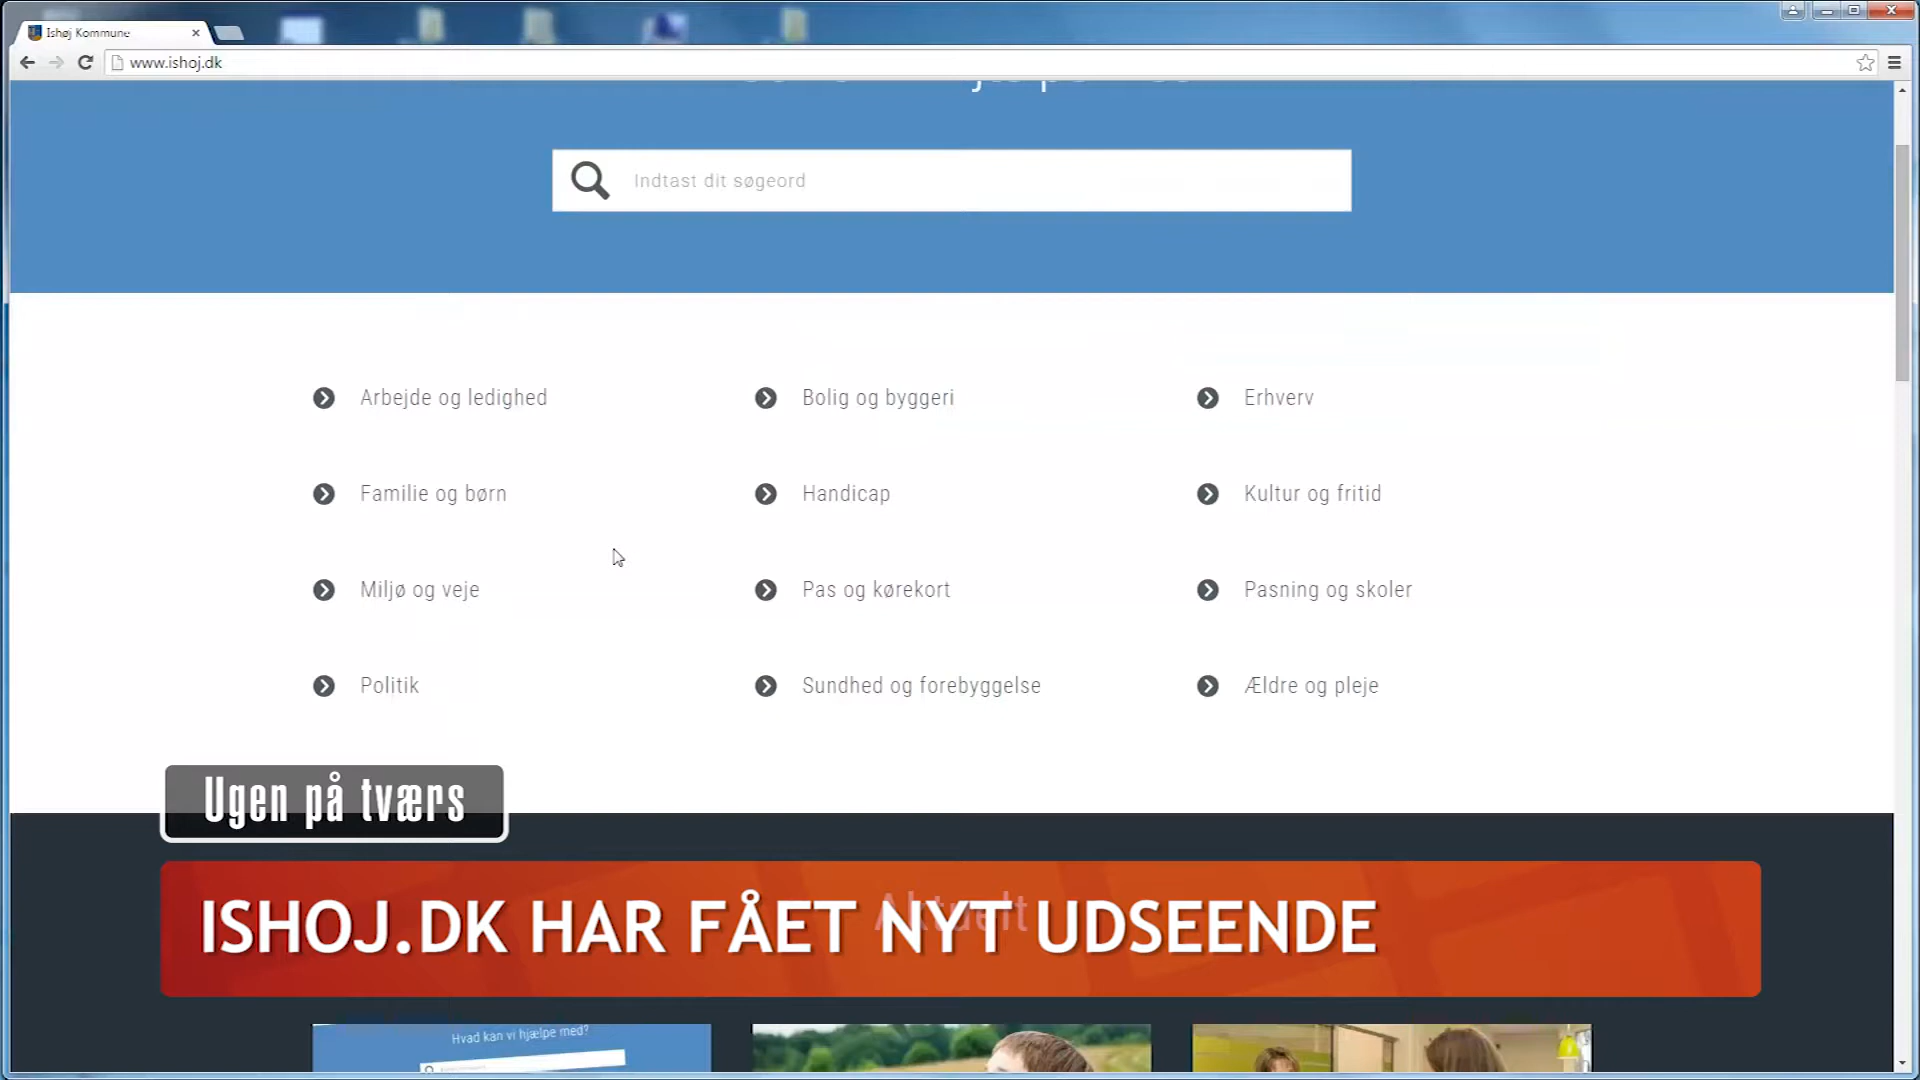 Ishøj Kommune
www.ishoj.dk
Indtast dit søgeord
Arbejde og ledighed
Bolig og byggeri
Erhverv
Familie og børn
Handicap
Kultur og fritid
Miljø og veje
Pas og kørekort
Pasning og skoler
Politik
Sundhed og forebyggelse
Ældre og pleje
Ugen på tværs
Aktuelt
ISHOJ.DK HAR FÅET NYT UDSEENDE
Hvad kan vi hjælpe med?